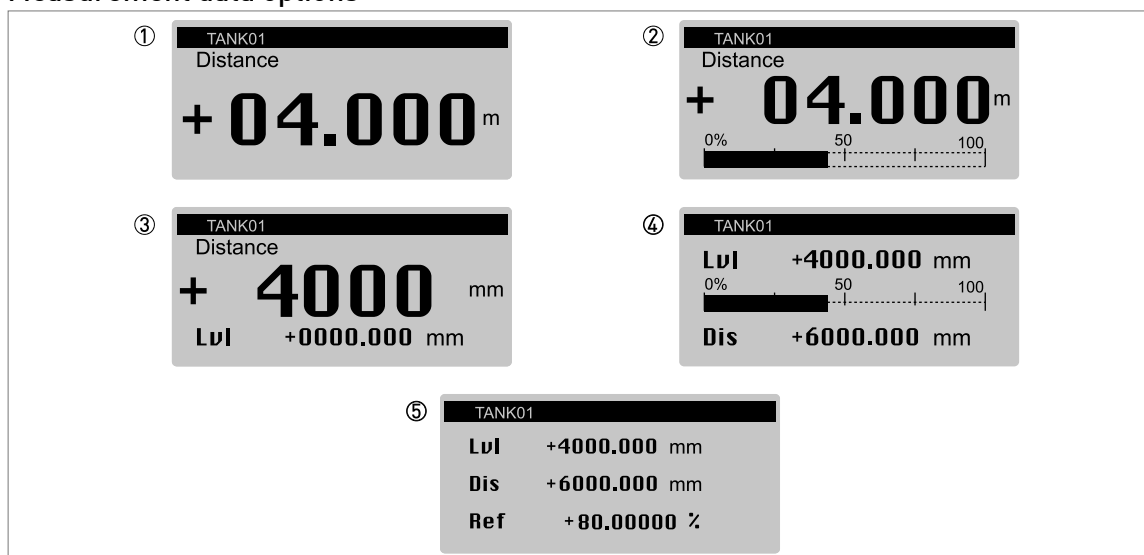 Measurement data options
① TANK01
Distance
+ 04.000 m
② TANK01
Distance
+ 04.000 m
0% 50 100
③ TANK01
Distance
+ 4000 mm
Lvl +0000.000 mm
④ TANK01
Lvl +4000.000 mm
0% 50 100
Dis +6000.000 mm
⑤ TANK01
Lvl +4000.000 mm
Dis +6000.000 mm
Ref +80.00000 %